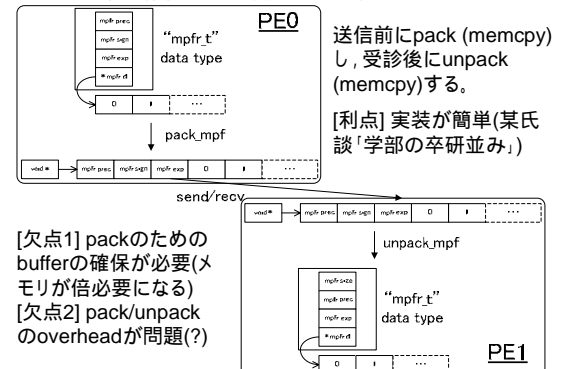 PE0
mpfr prec
mpfr sign
mpfr exp
* mpfr d
"mpfr_t"
data type
0 1 ...
pack_mpf
void * mpfr prec mpfr sign mpfr exp 0 1 ...
送信前にpack (memcpy)
し,受診後にunpack
(memcpy)する。
[利点] 実装が簡単(某氏
談「学部の卒研並み」)
send/recv
void * mpfr prec mpfr sign mpfr exp 0 1 ...
unpack_mpf
[欠点1] packのための
bufferの確保が必要(メ
モリが倍必要になる)
[欠点2] pack/unpack
のoverheadが問題(?)
mpfr size
mpfr prec
mpfr exp
* mpfr d
"mpfr_t"
data type
0 1 ...
PE1